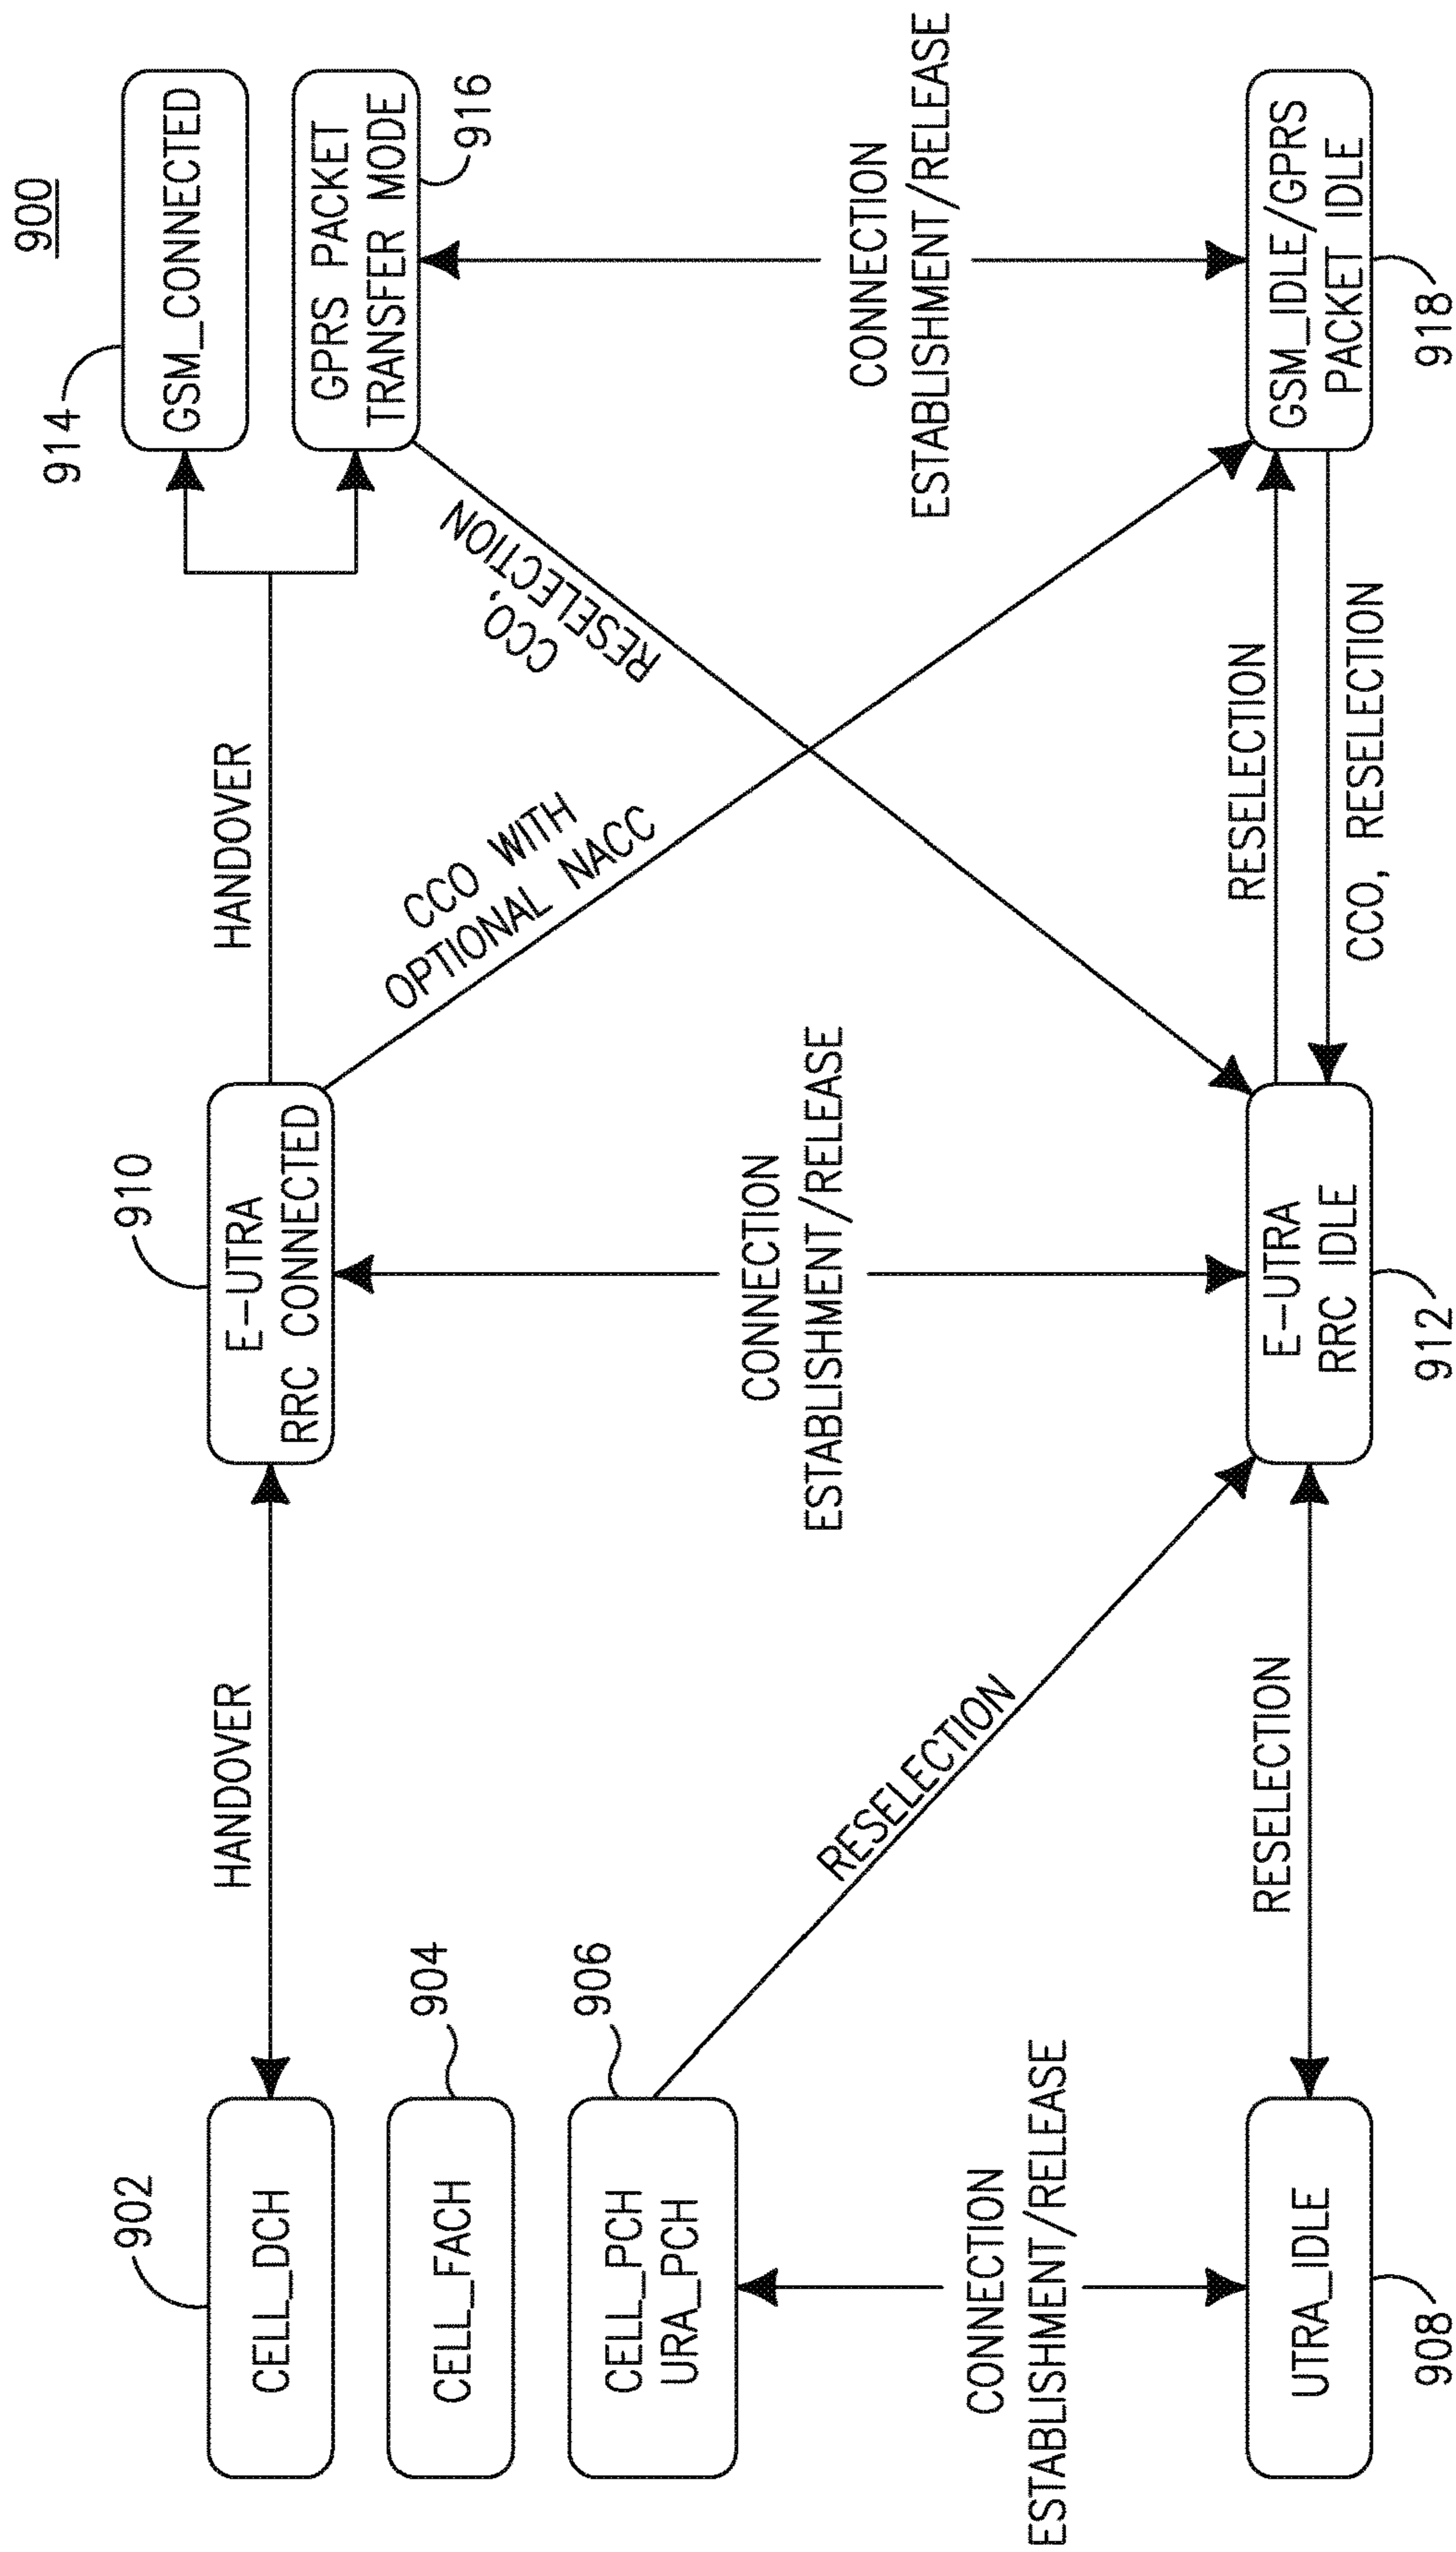 900
902
CELL_DCH
904
CELL_FACH
906
CELL_PCH
URA_PCH
CONNECTION
ESTABLISHMENT/RELEASE
UTRA_IDLE
908
HANDOVER
RESELECTION
RESELECTION
910
E-UTRA
RRC CONNECTED
CONNECTION
ESTABLISHMENT/RELEASE
E-UTRA
RRC IDLE
912
HANDOVER
CCO WITH
OPTIONAL NACC
CCO,
RESELECTION
RESELECTION
CCO, RESELECTION
914
GSM_CONNECTED
GPRS PACKET
TRANSFER MODE
916
CONNECTION
ESTABLISHMENT/RELEASE
GSM_IDLE/GPRS
PACKET IDLE
918